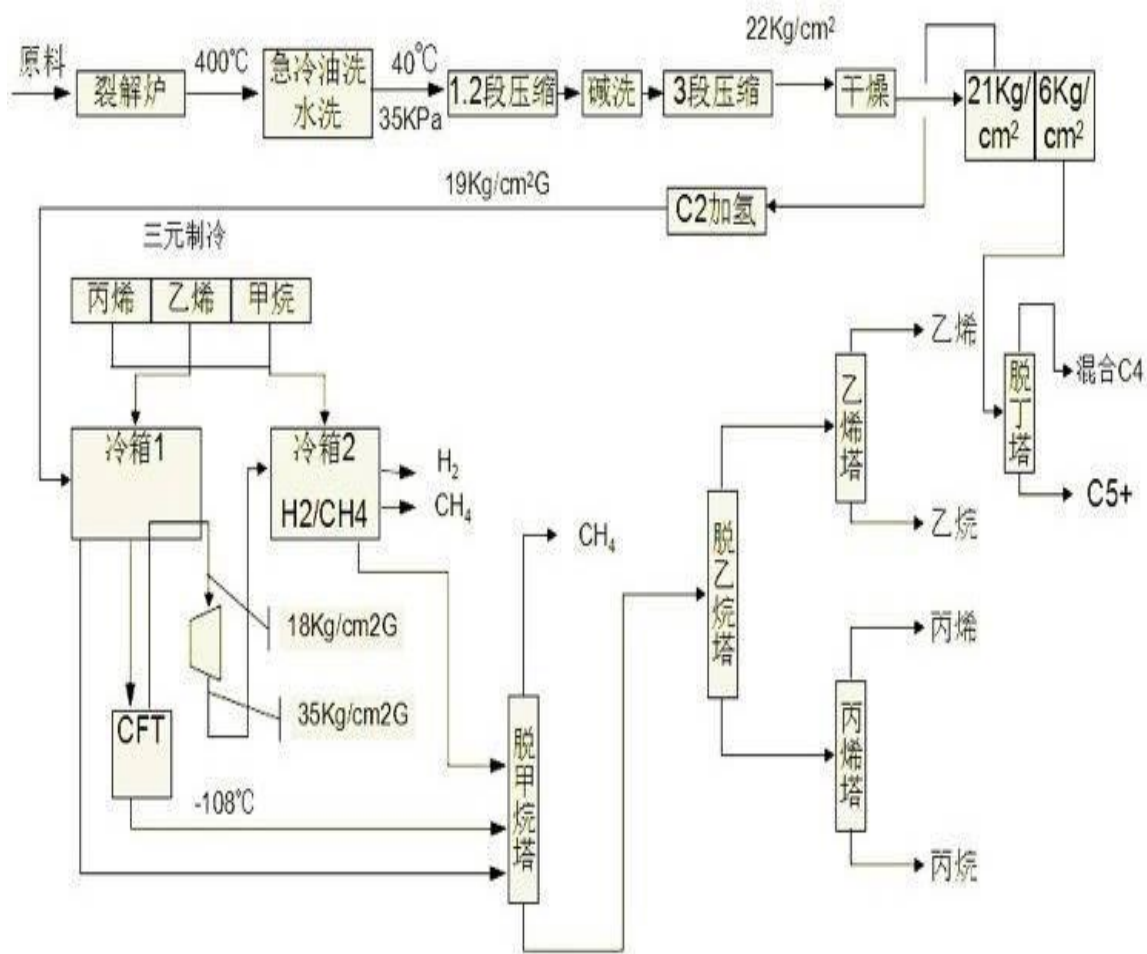 原料
裂解炉
400℃
急冷油洗
水洗
40℃
35KPa
1.2段压缩
碱洗
3段压缩
22Kg/cm²
干燥
21Kg/
cm²
6Kg/
cm²
19Kg/cm²G
C2加氢
三元制冷
丙烯
乙烯
甲烷
冷箱1
冷箱2
H2/CH4
H₂
CH₄
18Kg/cm2G
35Kg/cm2G
CFT
-108℃
CH₄
脱甲烷塔
脱乙烷塔
乙烯塔
乙烯
乙烷
丙烯塔
丙烯
丙烷
脱丁塔
混合C4
C5+